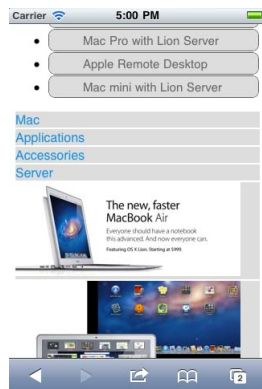 Carrier 5:00 PM
Mac Pro with Lion Server
Apple Remote Desktop
Mac mini with Lion Server
Mac
Applications
Accessories
Server
The new, faster
MacBook Air
Everyone should have a notebook
this advanced. And now everyone can.
Featuring OS X Lion. Starting at $999.
2